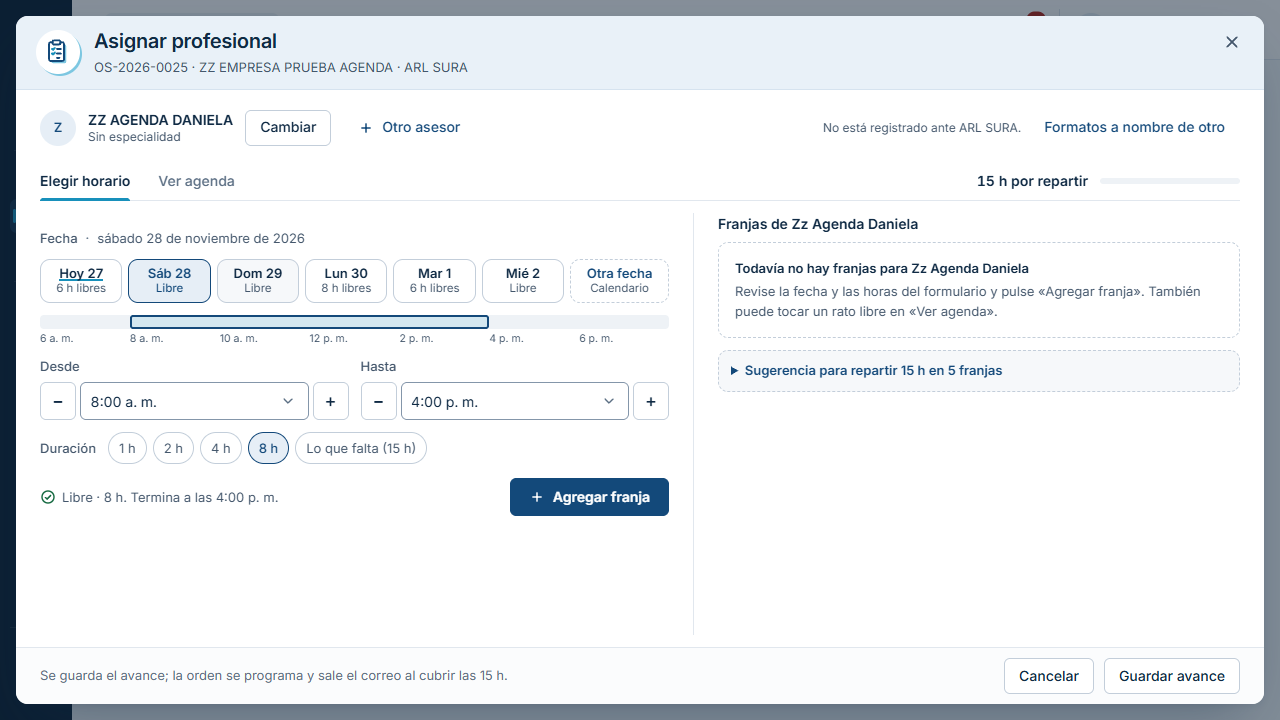 Asignar profesional
OS-2026-0025 · ZZ EMPRESA PRUEBA AGENDA · ARL SURA
Z
ZZ AGENDA DANIELA
Sin especialidad
Cambiar
+ Otro asesor
No está registrado ante ARL SURA.
Formatos a nombre de otro
Elegir horario
Ver agenda
15 h por repartir
Fecha · sábado 28 de noviembre de 2026
Hoy 27
6 h libres
Sáb 28
Libre
Dom 29
Libre
Lun 30
8 h libres
Mar 1
6 h libres
Mié 2
Libre
Otra fecha
Calendario
6 a. m. 8 a. m. 10 a. m. 12 p. m. 2 p. m. 4 p. m. 6 p. m.
Desde
Hasta
− 8:00 a. m. +
− 4:00 p. m. +
Duración 1 h 2 h 4 h 8 h Lo que falta (15 h)
Libre · 8 h. Termina a las 4:00 p. m.
+ Agregar franja
Franjas de Zz Agenda Daniela
Todavía no hay franjas para Zz Agenda Daniela
Revise la fecha y las horas del formulario y pulse «Agregar franja». También
puede tocar un rato libre en «Ver agenda».
Sugerencia para repartir 15 h en 5 franjas
Se guarda el avance; la orden se programa y sale el correo al cubrir las 15 h.
Cancelar
Guardar avance